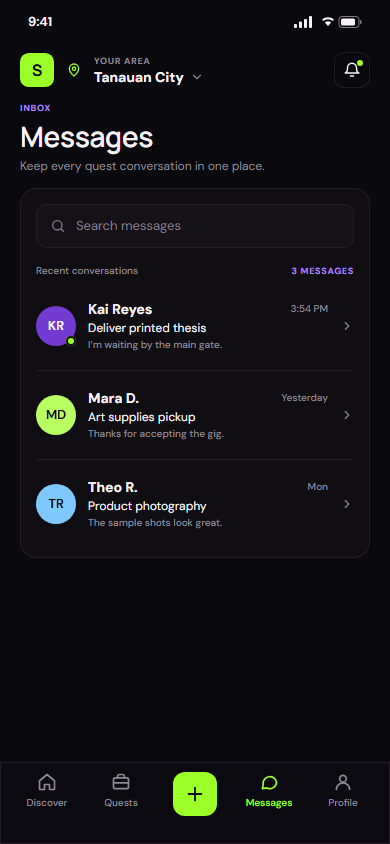 9:41
S
YOUR AREA
Tanauan City
INBOX
Messages
Keep every quest conversation in one place.
Search messages
Recent conversations
3 MESSAGES
KR
Kai Reyes
3:54 PM
Deliver printed thesis
I'm waiting by the main gate.
MD
Mara D.
Yesterday
Art supplies pickup
Thanks for accepting the gig.
TR
Theo R.
Mon
Product photography
The sample shots look great.
Discover
Quests
Messages
Profile